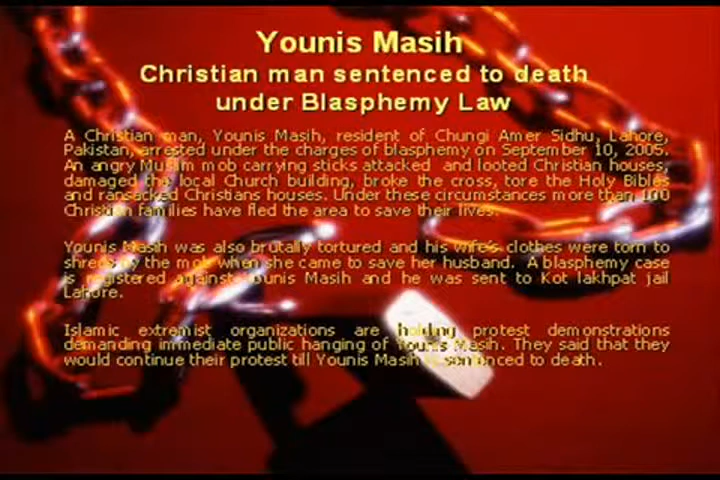 Younis Masih
Christian man sentenced to death
under Blasphemy Law
A Christian man, Younis Masih, resident of Chungi Amer Sidhu, Lahore,
Pakistan, arrested under the charges of blasphemy on September 10, 2005.
An angry Muslim mob carrying sticks attacked and looted Christian houses,
damaged the local Church building, broke the cross, tore the Holy Bibles
and ransacked Christians houses. Under these circumstances more than 100
Christian families have fled the area to save their lives.
Younis Masih was also brutally tortured and his wife's clothes were torn to
shreds by the mob when she came to save her husband. A blasphemy case
is registered against Younis Masih and he was sent to Kot lakhpat jail
Lahore.
Islamic extremist organizations are holding protest demonstrations
demanding immediate public hanging of Younis Masih. They said that they
would continue their protest till Younis Masih is sentenced to death.